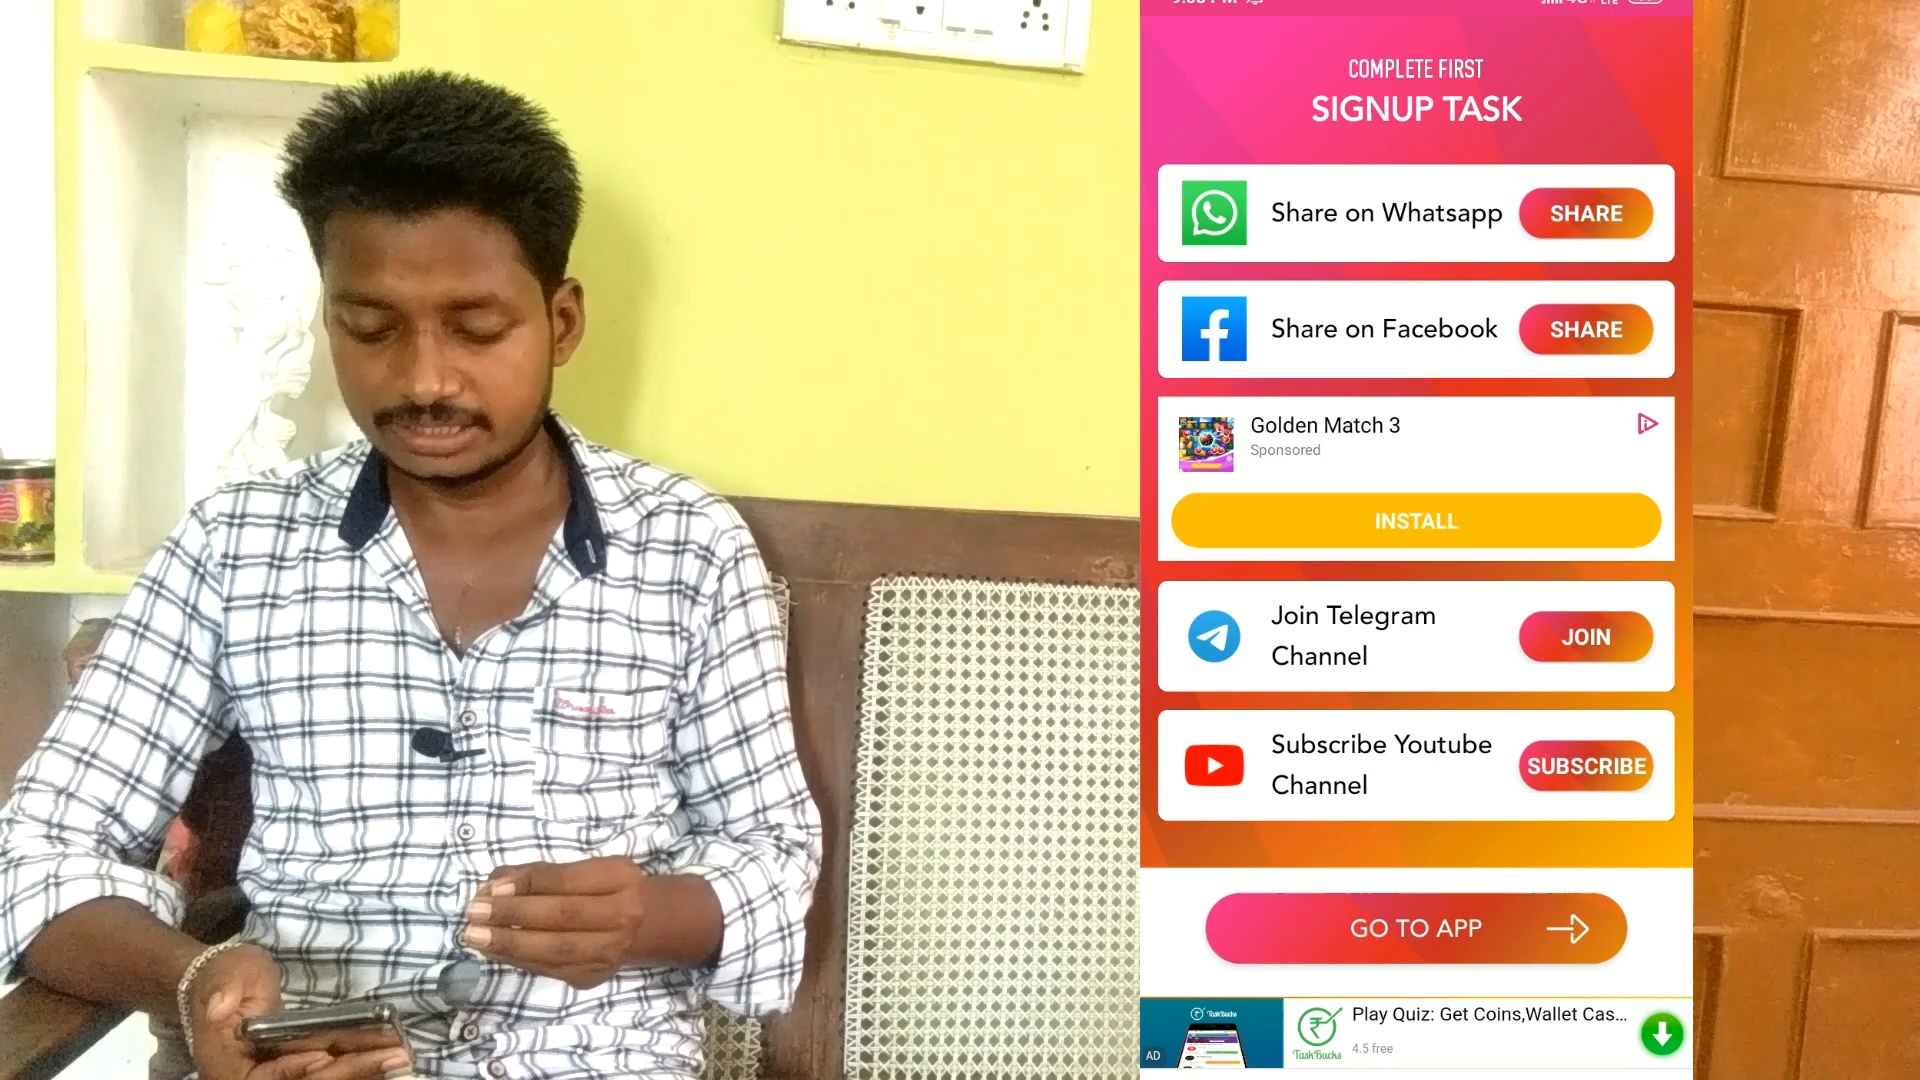 COMPLETE FIRST
SIGNUP TASK
Share on Whatsapp
SHARE
Share on Facebook
SHARE
Golden Match 3
Sponsored
INSTALL
Join Telegram
Channel
JOIN
Subscribe Youtube
Channel
SUBSCRIBE
GO TO APP
TaskBucks
AD
TaskBucks
Play Quiz: Get Coins,Wallet Cas...
4.5 free